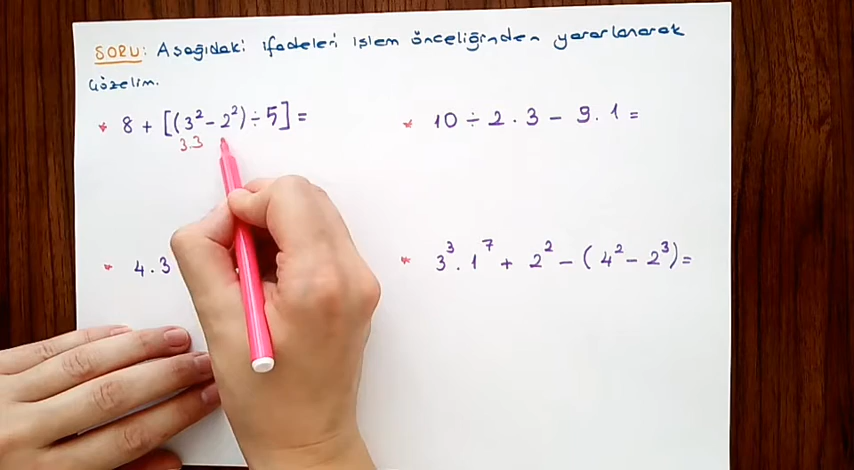 SORU: Aşağıdaki ifadeleri işlem önceliğinden yararlanarak
çözelim.
* 8 + [(3² - 2²) ÷ 5] =
3.3
* 10 ÷ 2 . 3 - 9 . 1 =
* 4 . 3
* 3³ . 1⁷ + 2² - (4² - 2³) =